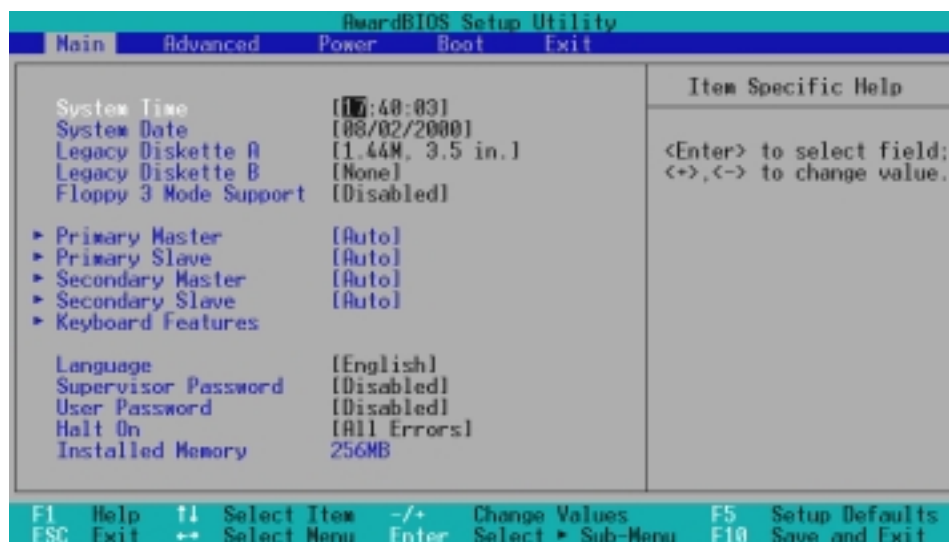 AwardBIOS Setup Utility
Main Advanced Power Boot Exit
Item Specific Help
System Time [17:40:03]
System Date [08/02/2000]
Legacy Diskette A [1.44M, 3.5 in.]
Legacy Diskette B [None]
Floppy 3 Mode Support [Disabled]
<Enter> to select field;
<+>,<-> to change value.
► Primary Master [Auto]
► Primary Slave [Auto]
► Secondary Master [Auto]
► Secondary Slave [Auto]
► Keyboard Features
Language [English]
Supervisor Password [Disabled]
User Password [Disabled]
Halt On [All Errors]
Installed Memory 256MB
F1 Help ↑↓ Select Item -/+ Change Values F5 Setup Defaults
ESC Exit ←→ Select Menu Enter Select ► Sub-Menu F10 Save and Exit